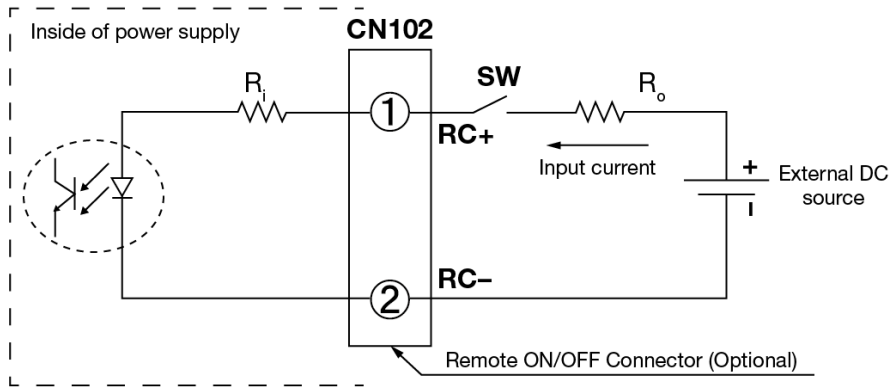 Inside of power supply
CN102
Ri
1
SW
Ro
RC+
Input current
+
External DC
source
RC−
2
Remote ON/OFF Connector (Optional)